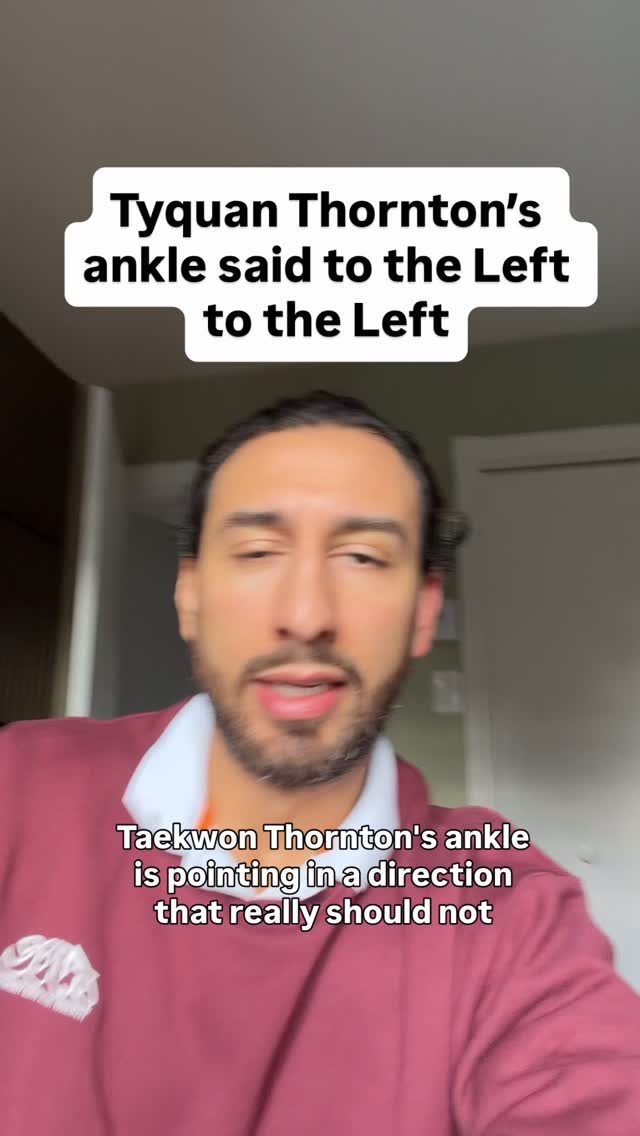 Tyquan Thornton’s
ankle said to the Left
to the Left
Taekwon Thornton's ankle
is pointing in a direction
that really should not